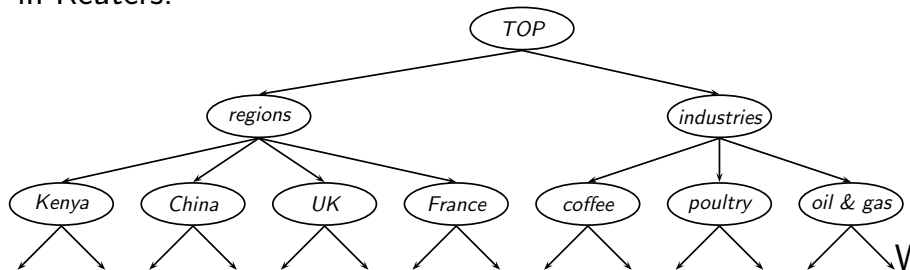 in Reuters.
TOP
regions industries
Kenya China UK France coffee poultry oil & gas